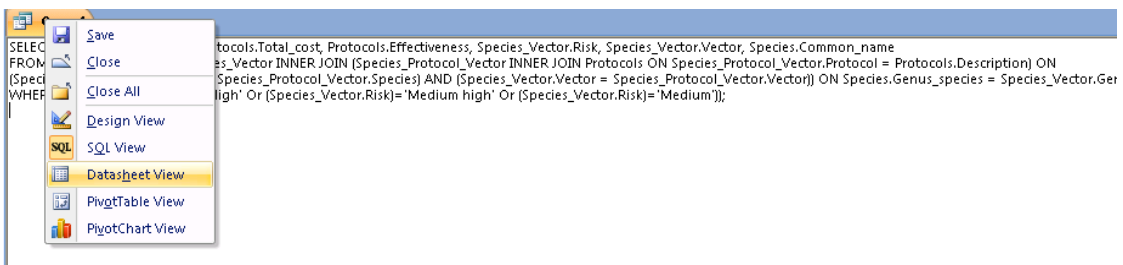 SELEC tocols.Total_cost, Protocols.Effectiveness, Species_Vector.Risk, Species_Vector.Vector, Species.Common_name
FROM es_Vector INNER JOIN (Species_Protocol_Vector INNER JOIN Protocols ON Species_Protocol_Vector.Protocol = Protocols.Description) ON
(Speci Species_Protocol_Vector.Species) AND (Species_Vector.Vector = Species_Protocol_Vector.Vector)) ON Species.Genus_species = Species_Vector.Ger
WHER igh' Or (Species_Vector.Risk)='Medium high' Or (Species_Vector.Risk)='Medium'));
Save
Close
Close All
Design View
SQL SQL View
Datasheet View
PivotTable View
PivotChart View